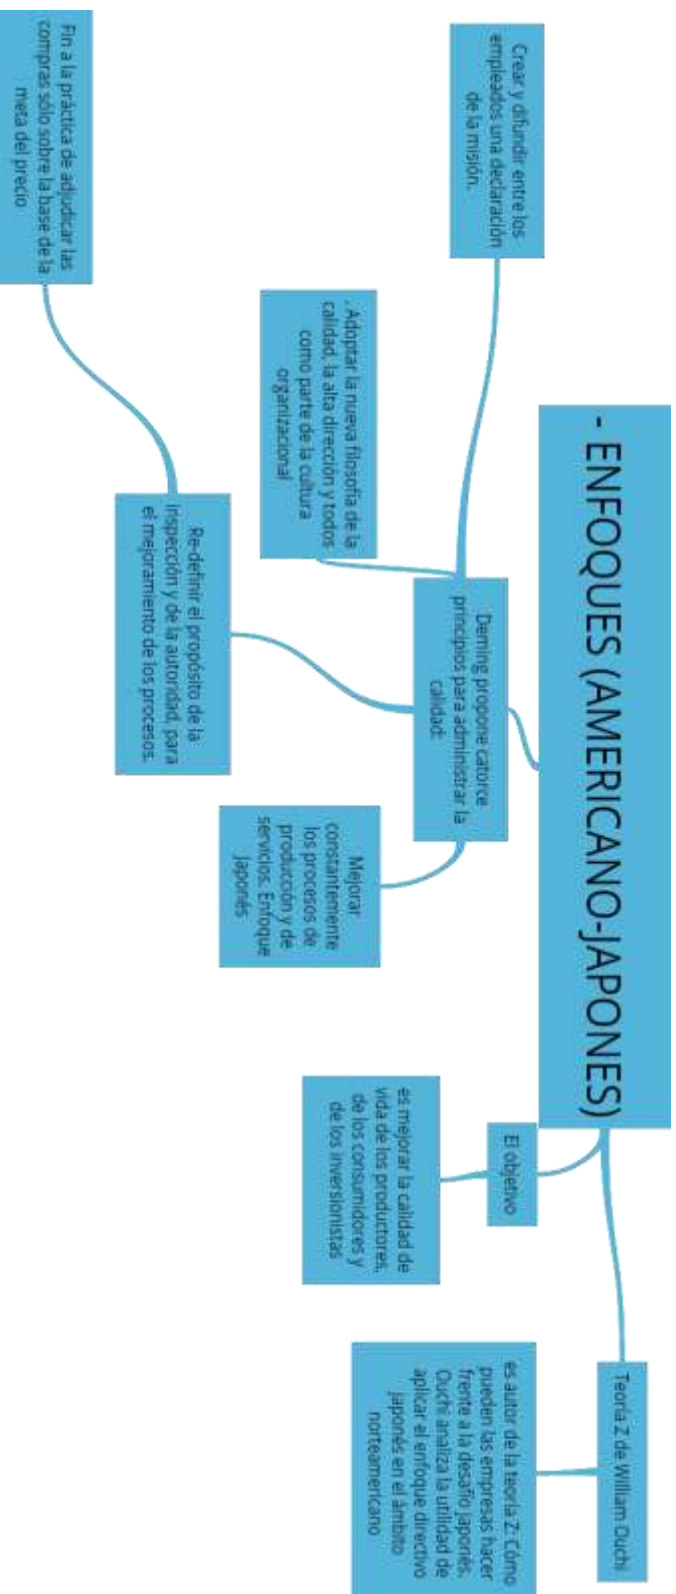 - ENFOQUES (AMERICANO-JAPONES)
Crear y difundir entre los
empleados una declaración
de la misión.
. Adoptar la nueva filosofía de la
calidad, la alta dirección y todos
como parte de la cultura
organizacional
Deming propone catorce
principios para administrar la
calidad:
Fin a la práctica de adjudicar las
compras sólo sobre la base de la
meta del precio
Re-definir el propósito de la
inspección y de la autoridad, para
el mejoramiento de los procesos.
Mejorar
constantemente
los procesos de
producción y de
servicios. Enfoque
Japonés
El objetivo
es mejorar la calidad de
vida de los productores,
de los consumidores y
de los inversionistas
Teoría Z de William Ouchi
es autor de la teoría Z: Cómo
pueden las empresas hacer
frente a la desafío japonés.
Ouchi analiza la utilidad de
aplicar el enfoque directivo
japonés en el ámbito
norteamericano